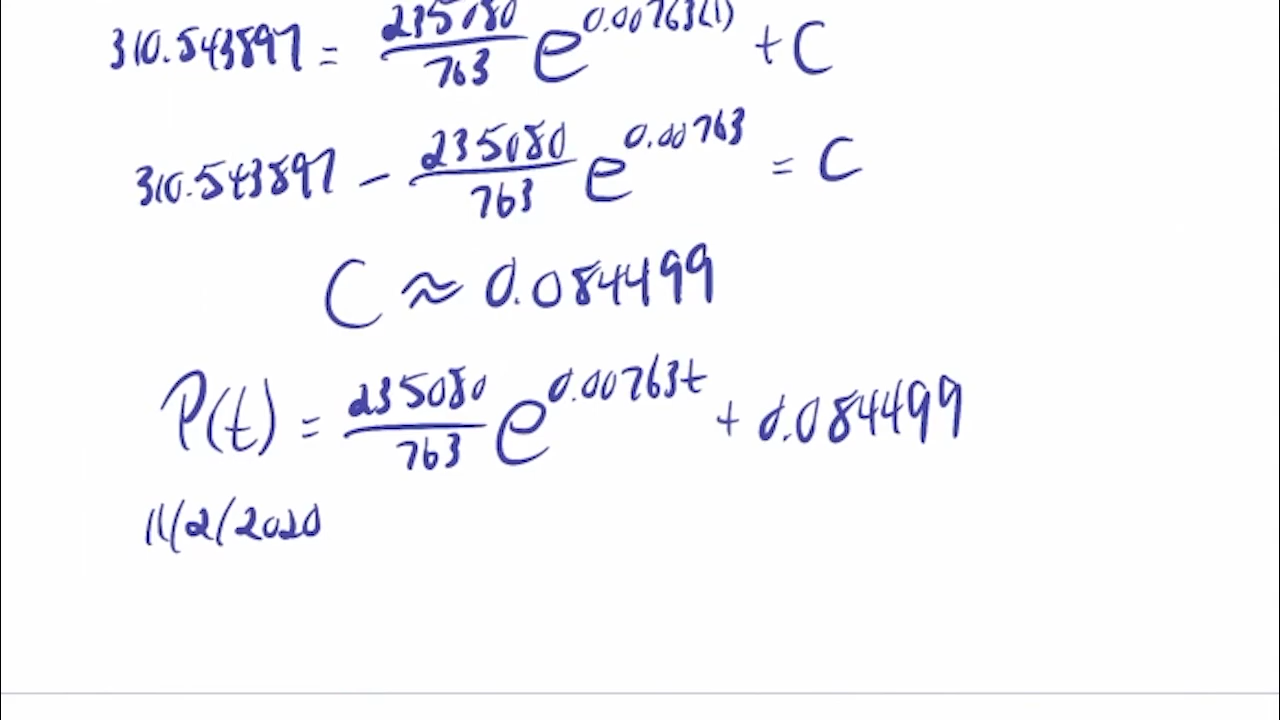 310.543897 = 235080/763 e^0.00763(1) + C
310.543897 - 235080/763 e^0.00763 = C
C ≈ 0.084499
P(t) = 235080/763 e^0.00763t + 0.084499
11/2/2020